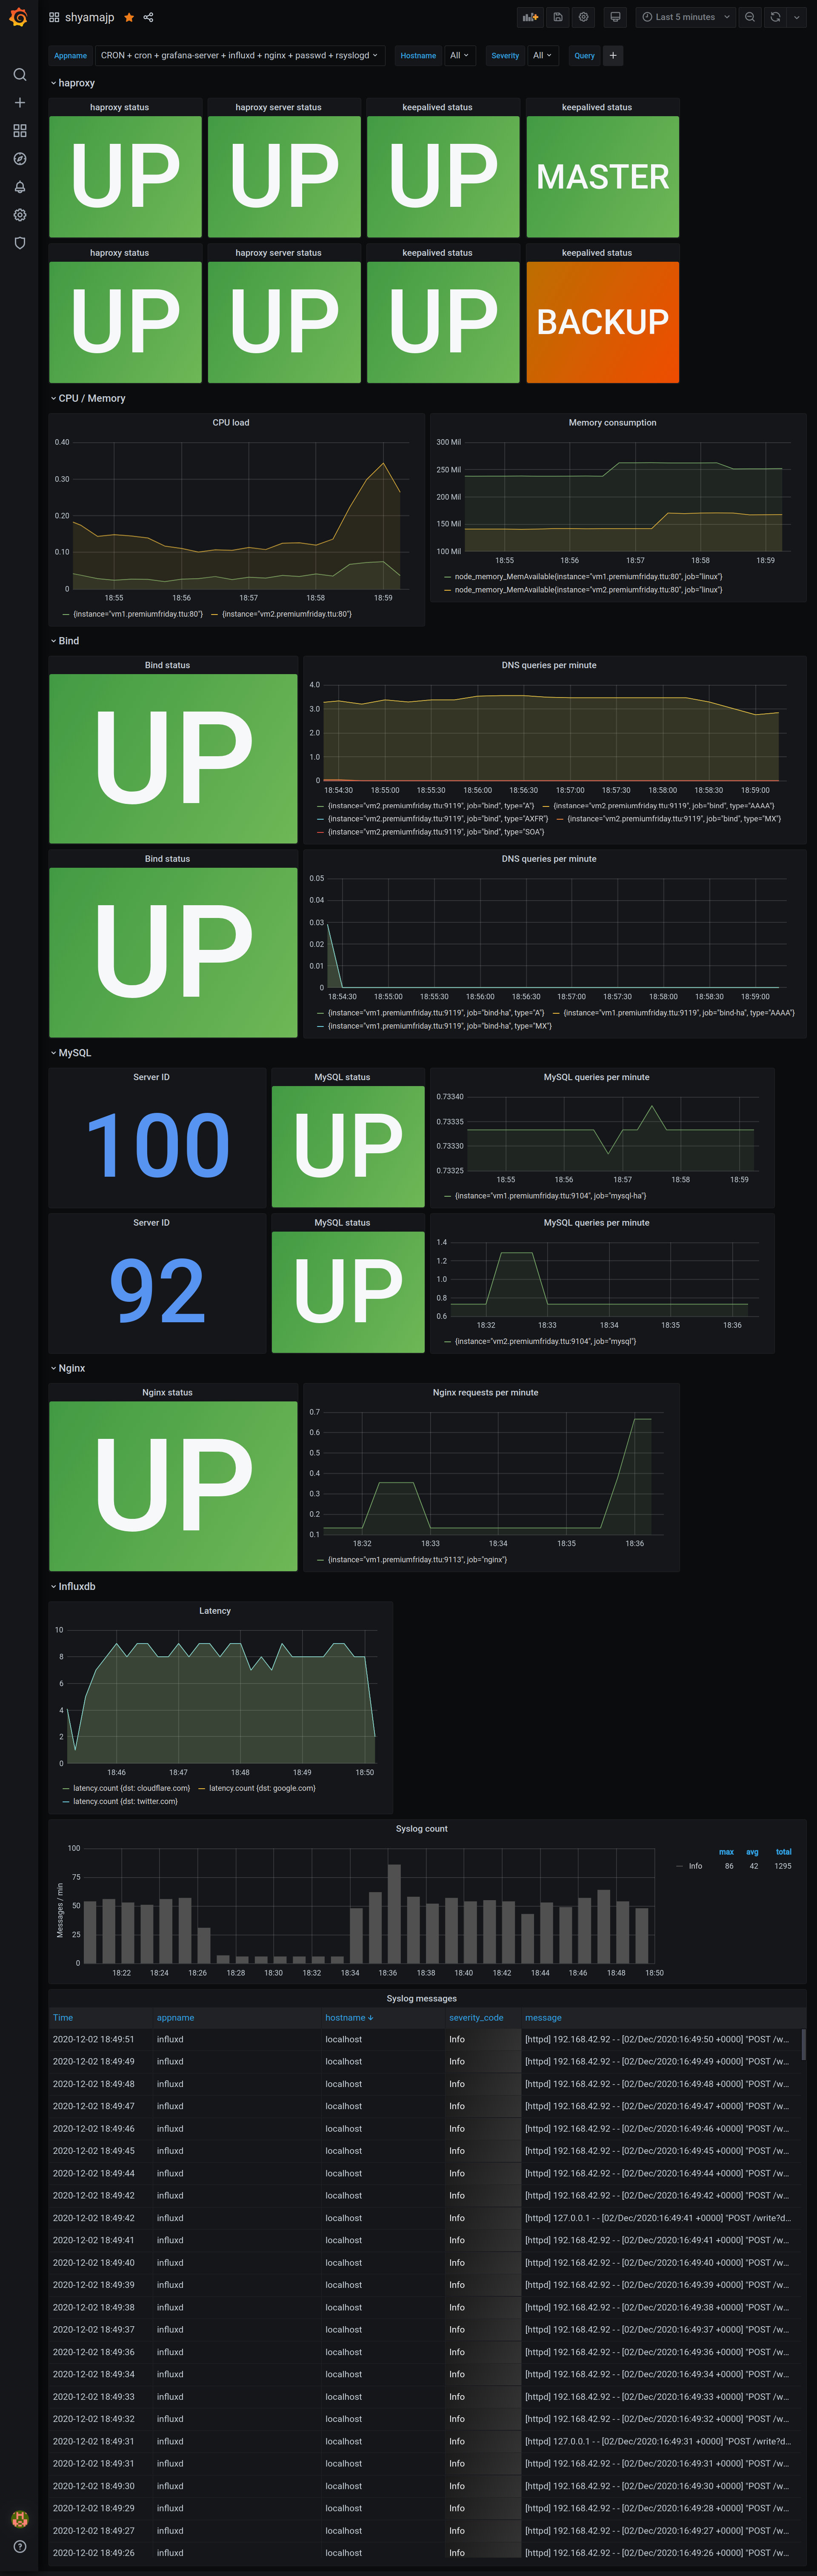 shyamajp
Last 5 minutes
Appname CRON + cron + grafana-server + influxd + nginx + passwd + rsyslogd Hostname All Severity All Query +
haproxy
haproxy status haproxy server status keepalived status keepalived status
UP UP UP MASTER
haproxy status haproxy server status keepalived status keepalived status
UP UP UP BACKUP
CPU / Memory
CPU load
0.40
0.30
0.20
0.10
0
18:55 18:56 18:57 18:58 18:59
{instance="vm1.premiumfriday.ttu:80"} {instance="vm2.premiumfriday.ttu:80"}
Memory consumption
300 Mil
250 Mil
200 Mil
150 Mil
100 Mil
18:55 18:56 18:57 18:58 18:59
node_memory_MemAvailable{instance="vm1.premiumfriday.ttu:80", job="linux"}
node_memory_MemAvailable{instance="vm2.premiumfriday.ttu:80", job="linux"}
Bind
Bind status
UP
DNS queries per minute
4.0
3.0
2.0
1.0
0
18:54:30 18:55:00 18:55:30 18:56:00 18:56:30 18:57:00 18:57:30 18:58:00 18:58:30 18:59:00
{instance="vm2.premiumfriday.ttu:9119", job="bind", type="A"} {instance="vm2.premiumfriday.ttu:9119", job="bind", type="AAAA"}
{instance="vm2.premiumfriday.ttu:9119", job="bind", type="AXFR"} {instance="vm2.premiumfriday.ttu:9119", job="bind", type="MX"}
{instance="vm2.premiumfriday.ttu:9119", job="bind", type="SOA"}
Bind status
UP
DNS queries per minute
0.05
0.04
0.03
0.02
0.01
0
18:54:30 18:55:00 18:55:30 18:56:00 18:56:30 18:57:00 18:57:30 18:58:00 18:58:30 18:59:00
{instance="vm1.premiumfriday.ttu:9119", job="bind-ha", type="A"} {instance="vm1.premiumfriday.ttu:9119", job="bind-ha", type="AAAA"}
{instance="vm1.premiumfriday.ttu:9119", job="bind-ha", type="MX"}
MySQL
Server ID
100
MySQL status
UP
MySQL queries per minute
0.73340
0.73335
0.73330
0.73325
18:55 18:56 18:57 18:58 18:59
{instance="vm1.premiumfriday.ttu:9104", job="mysql-ha"}
Server ID
92
MySQL status
UP
MySQL queries per minute
1.4
1.2
1.0
0.8
0.6
18:32 18:33 18:34 18:35 18:36
{instance="vm2.premiumfriday.ttu:9104", job="mysql"}
Nginx
Nginx status
UP
Nginx requests per minute
0.7
0.6
0.5
0.4
0.3
0.2
0.1
18:32 18:33 18:34 18:35 18:36
{instance="vm1.premiumfriday.ttu:9113", job="nginx"}
Influxdb
Latency
10
8
6
4
2
0
18:46 18:47 18:48 18:49 18:50
latency.count {dst: cloudflare.com} latency.count {dst: google.com}
latency.count {dst: twitter.com}
Syslog count
Messages / min
100
75
50
25
0
18:22 18:24 18:26 18:28 18:30 18:32 18:34 18:36 18:38 18:40 18:42 18:44 18:46 18:48 18:50
max avg total
Info 86 42 1295
Syslog messages
Time appname hostname severity_code message
2020-12-02 18:49:51 influxd localhost Info [httpd] 192.168.42.92 - - [02/Dec/2020:16:49:50 +0000] "POST /w...
2020-12-02 18:49:49 influxd localhost Info [httpd] 192.168.42.92 - - [02/Dec/2020:16:49:49 +0000] "POST /w...
2020-12-02 18:49:48 influxd localhost Info [httpd] 192.168.42.92 - - [02/Dec/2020:16:49:48 +0000] "POST /w...
2020-12-02 18:49:47 influxd localhost Info [httpd] 192.168.42.92 - - [02/Dec/2020:16:49:47 +0000] "POST /w...
2020-12-02 18:49:46 influxd localhost Info [httpd] 192.168.42.92 - - [02/Dec/2020:16:49:46 +0000] "POST /w...
2020-12-02 18:49:45 influxd localhost Info [httpd] 192.168.42.92 - - [02/Dec/2020:16:49:45 +0000] "POST /w...
2020-12-02 18:49:44 influxd localhost Info [httpd] 192.168.42.92 - - [02/Dec/2020:16:49:44 +0000] "POST /w...
2020-12-02 18:49:42 influxd localhost Info [httpd] 192.168.42.92 - - [02/Dec/2020:16:49:42 +0000] "POST /w...
2020-12-02 18:49:42 influxd localhost Info [httpd] 127.0.0.1 - - [02/Dec/2020:16:49:41 +0000] "POST /write?d...
2020-12-02 18:49:41 influxd localhost Info [httpd] 192.168.42.92 - - [02/Dec/2020:16:49:41 +0000] "POST /w...
2020-12-02 18:49:40 influxd localhost Info [httpd] 192.168.42.92 - - [02/Dec/2020:16:49:40 +0000] "POST /w...
2020-12-02 18:49:39 influxd localhost Info [httpd] 192.168.42.92 - - [02/Dec/2020:16:49:39 +0000] "POST /w...
2020-12-02 18:49:38 influxd localhost Info [httpd] 192.168.42.92 - - [02/Dec/2020:16:49:38 +0000] "POST /w...
2020-12-02 18:49:37 influxd localhost Info [httpd] 192.168.42.92 - - [02/Dec/2020:16:49:37 +0000] "POST /w...
2020-12-02 18:49:36 influxd localhost Info [httpd] 192.168.42.92 - - [02/Dec/2020:16:49:36 +0000] "POST /w...
2020-12-02 18:49:34 influxd localhost Info [httpd] 192.168.42.92 - - [02/Dec/2020:16:49:34 +0000] "POST /w...
2020-12-02 18:49:33 influxd localhost Info [httpd] 192.168.42.92 - - [02/Dec/2020:16:49:33 +0000] "POST /w...
2020-12-02 18:49:32 influxd localhost Info [httpd] 192.168.42.92 - - [02/Dec/2020:16:49:32 +0000] "POST /w...
2020-12-02 18:49:31 influxd localhost Info [httpd] 127.0.0.1 - - [02/Dec/2020:16:49:31 +0000] "POST /write?d...
2020-12-02 18:49:31 influxd localhost Info [httpd] 192.168.42.92 - - [02/Dec/2020:16:49:31 +0000] "POST /w...
2020-12-02 18:49:30 influxd localhost Info [httpd] 192.168.42.92 - - [02/Dec/2020:16:49:30 +0000] "POST /w...
2020-12-02 18:49:29 influxd localhost Info [httpd] 192.168.42.92 - - [02/Dec/2020:16:49:28 +0000] "POST /w...
2020-12-02 18:49:27 influxd localhost Info [httpd] 192.168.42.92 - - [02/Dec/2020:16:49:27 +0000] "POST /w...
2020-12-02 18:49:26 influxd localhost Info [httpd] 192.168.42.92 - - [02/Dec/2020:16:49:26 +0000] "POST /w...